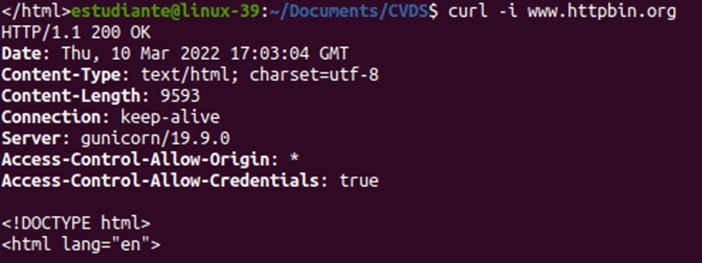 </html>estudiante@linux-39:~/Documents/CVDS$ curl -i www.httpbin.org
HTTP/1.1 200 OK
Date: Thu, 10 Mar 2022 17:03:04 GMT
Content-Type: text/html; charset=utf-8
Content-Length: 9593
Connection: keep-alive
Server: gunicorn/19.9.0
Access-Control-Allow-Origin: *
Access-Control-Allow-Credentials: true
<!DOCTYPE html>
<html lang="en">